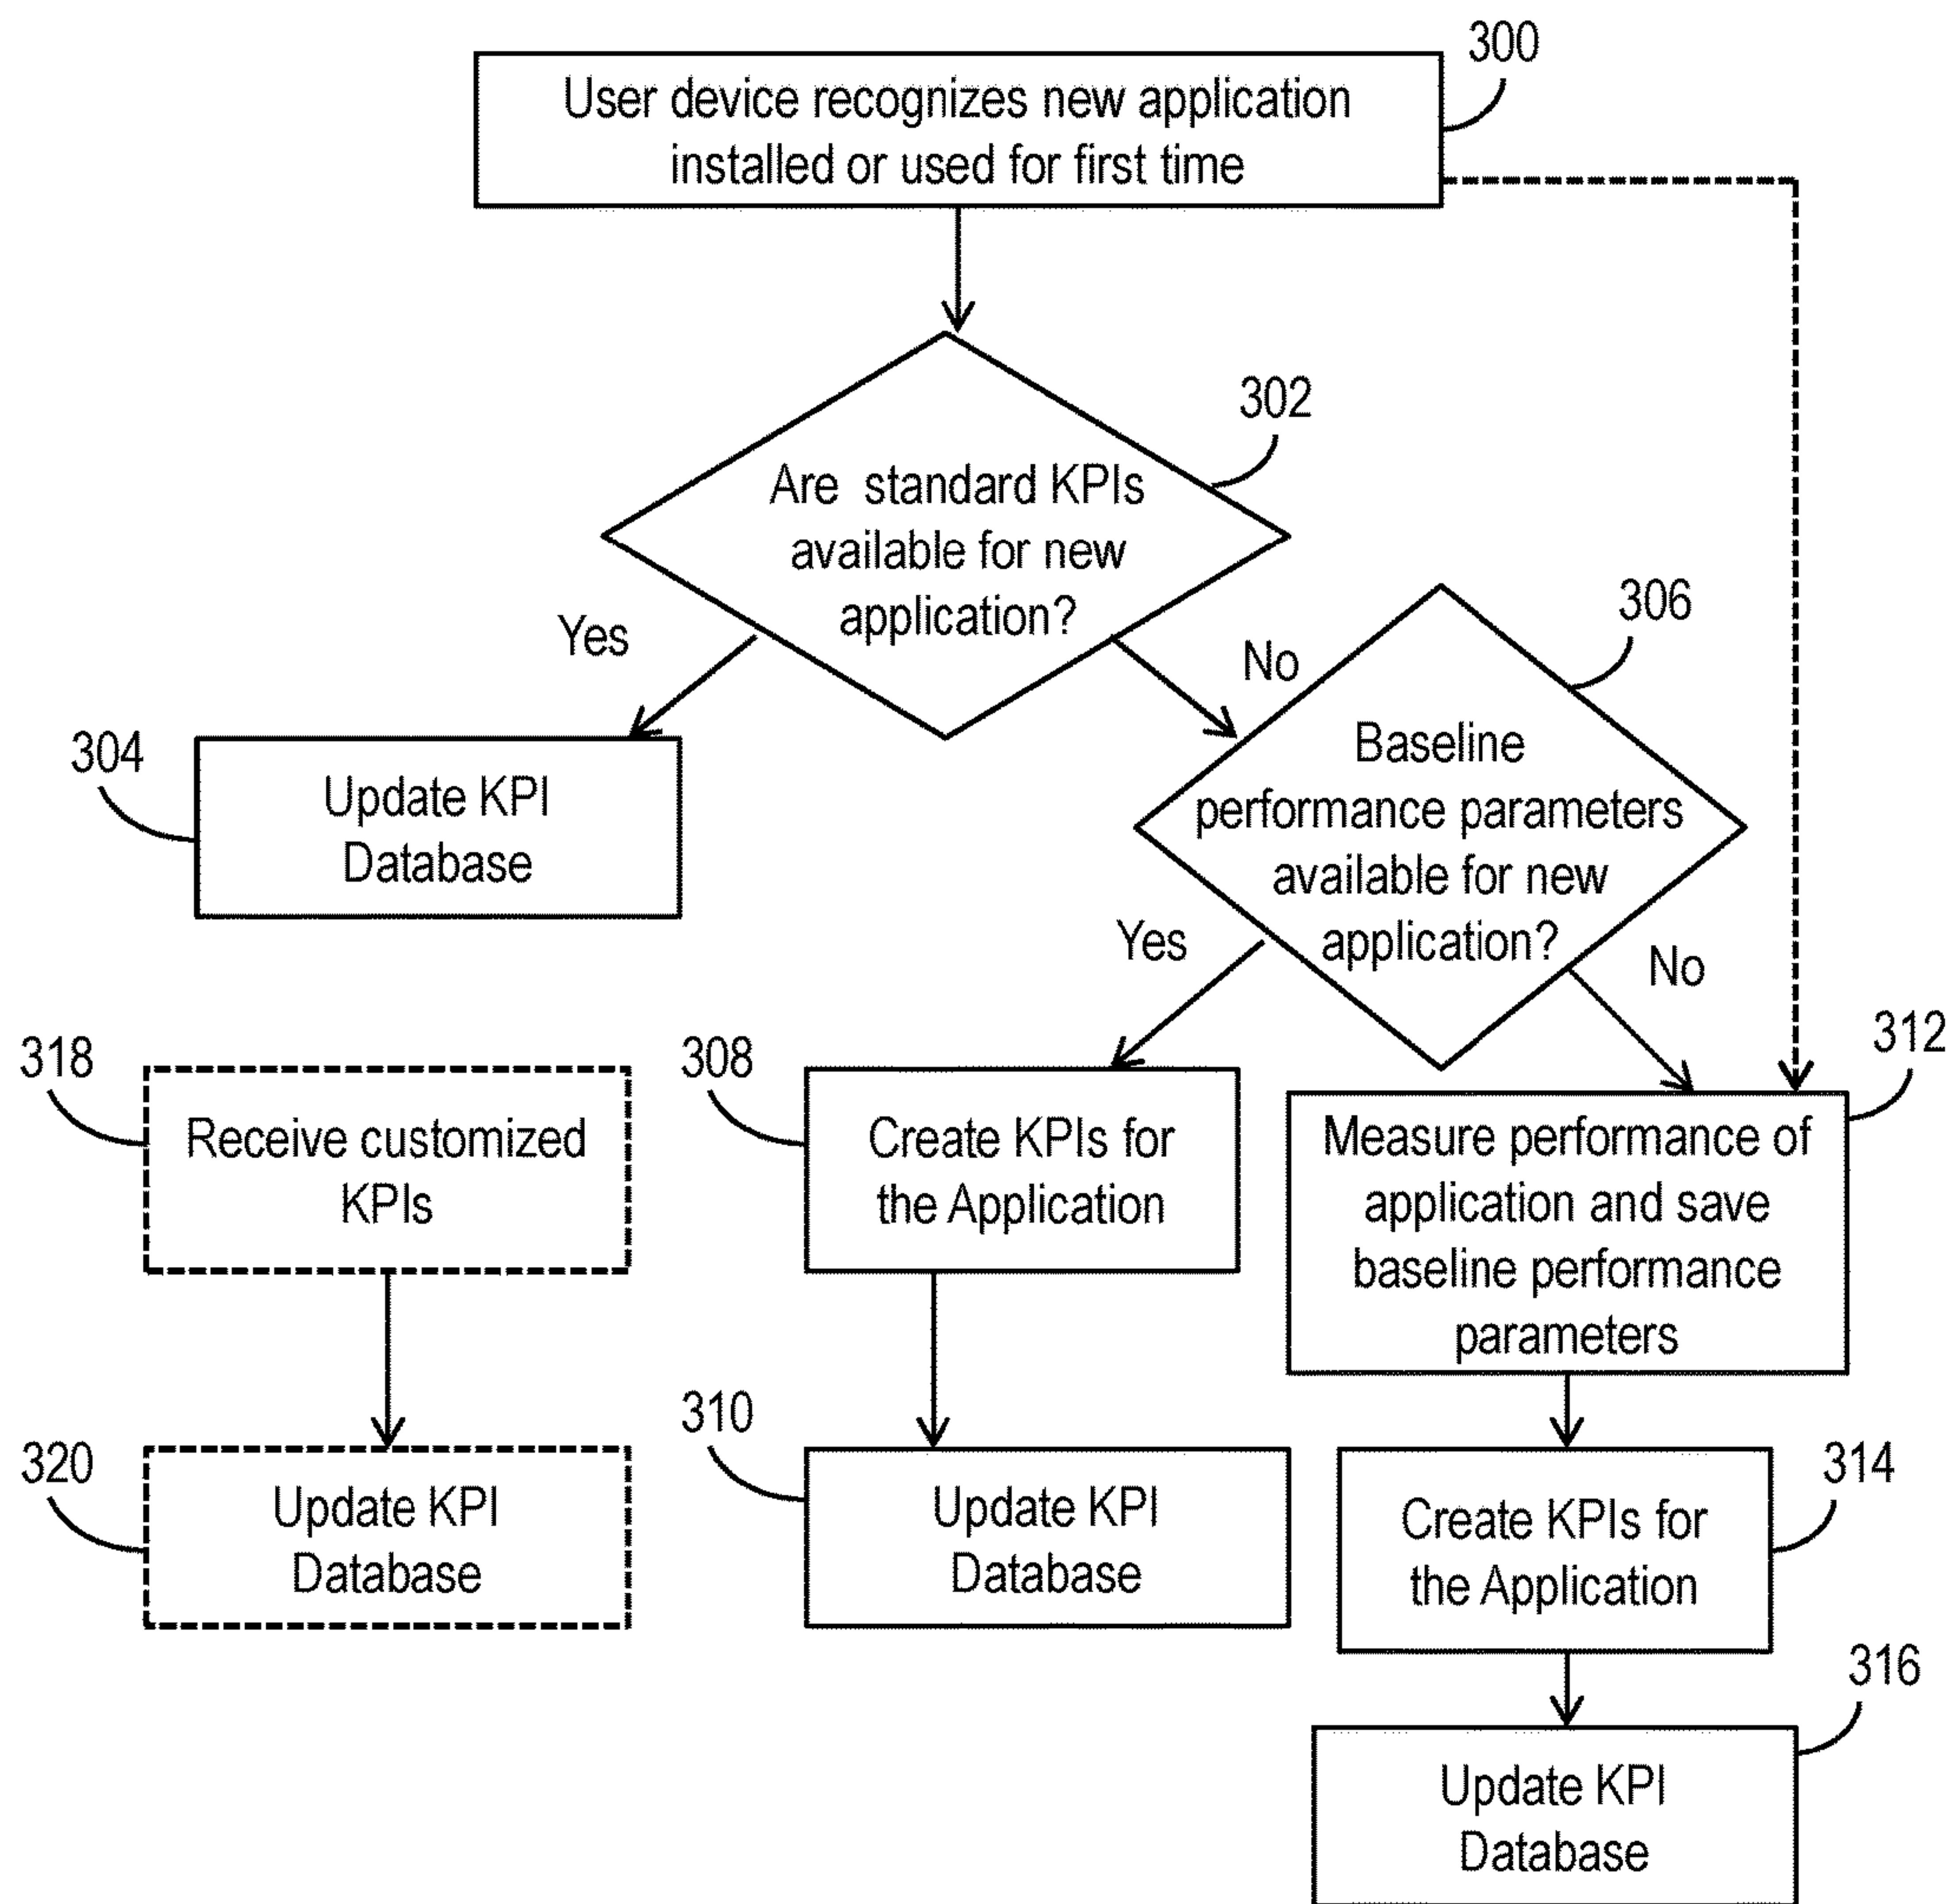 300
User device recognizes new application
installed or used for first time
302
Are standard KPIs
available for new
application?
Yes
No
306
304
Update KPI
Database
Baseline
performance parameters
available for new
application?
Yes
No
318
Receive customized
KPIs
308
Create KPIs for
the Application
312
Measure performance of
application and save
baseline performance
parameters
320
Update KPI
Database
310
Update KPI
Database
314
Create KPIs for
the Application
316
Update KPI
Database